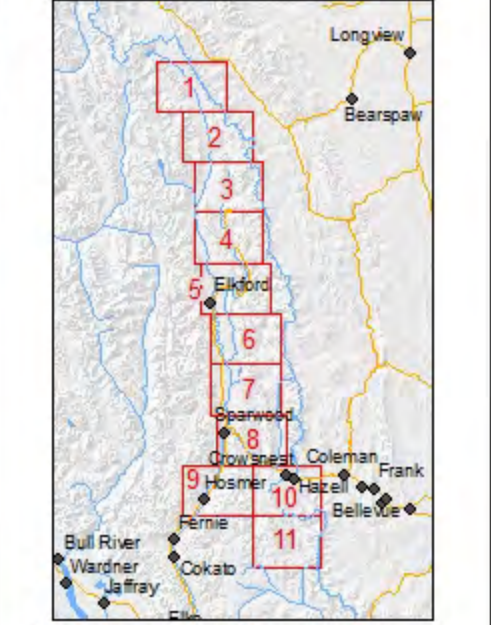 Longview
1
Bearspaw
2
3
4
5
Elkford
6
7
Sparwood
8
Crowsnest
Coleman
9
Frank
Hosmer
Hazell
10
Bellevue
Fernie
11
Bull River
Wardner
Cokato
Jaffray
Elko